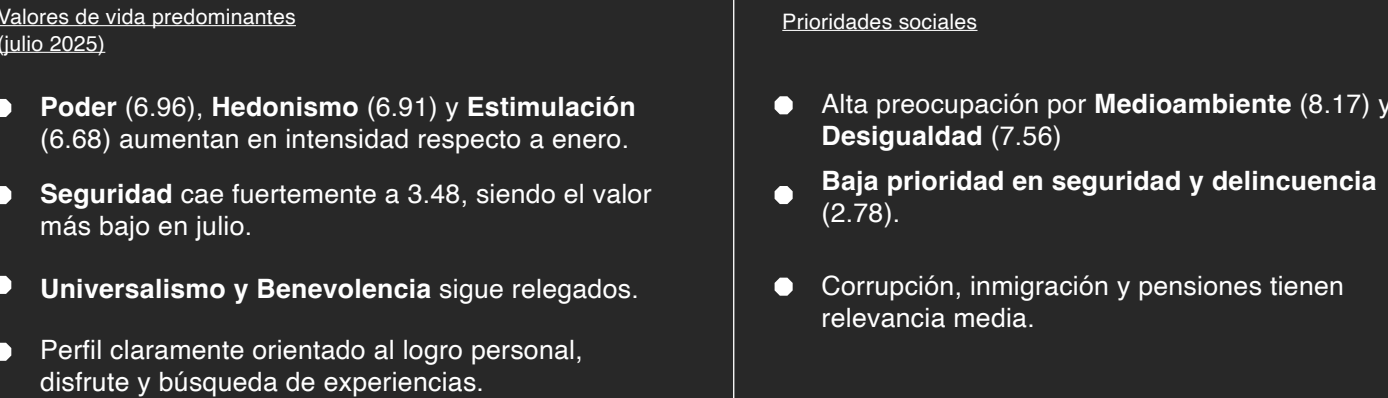 Valores de vida predominantes
(julio 2025)
Poder (6.96), Hedonismo (6.91) y Estimulación
(6.68) aumentan en intensidad respecto a enero.
Seguridad cae fuertemente a 3.48, siendo el valor
más bajo en julio.
Universalismo y Benevolencia sigue relegados.
Perfil claramente orientado al logro personal,
disfrute y búsqueda de experiencias.
Prioridades sociales
Alta preocupación por Medioambiente (8.17) y
Desigualdad (7.56)
Baja prioridad en seguridad y delincuencia
(2.78).
Corrupción, inmigración y pensiones tienen
relevancia media.